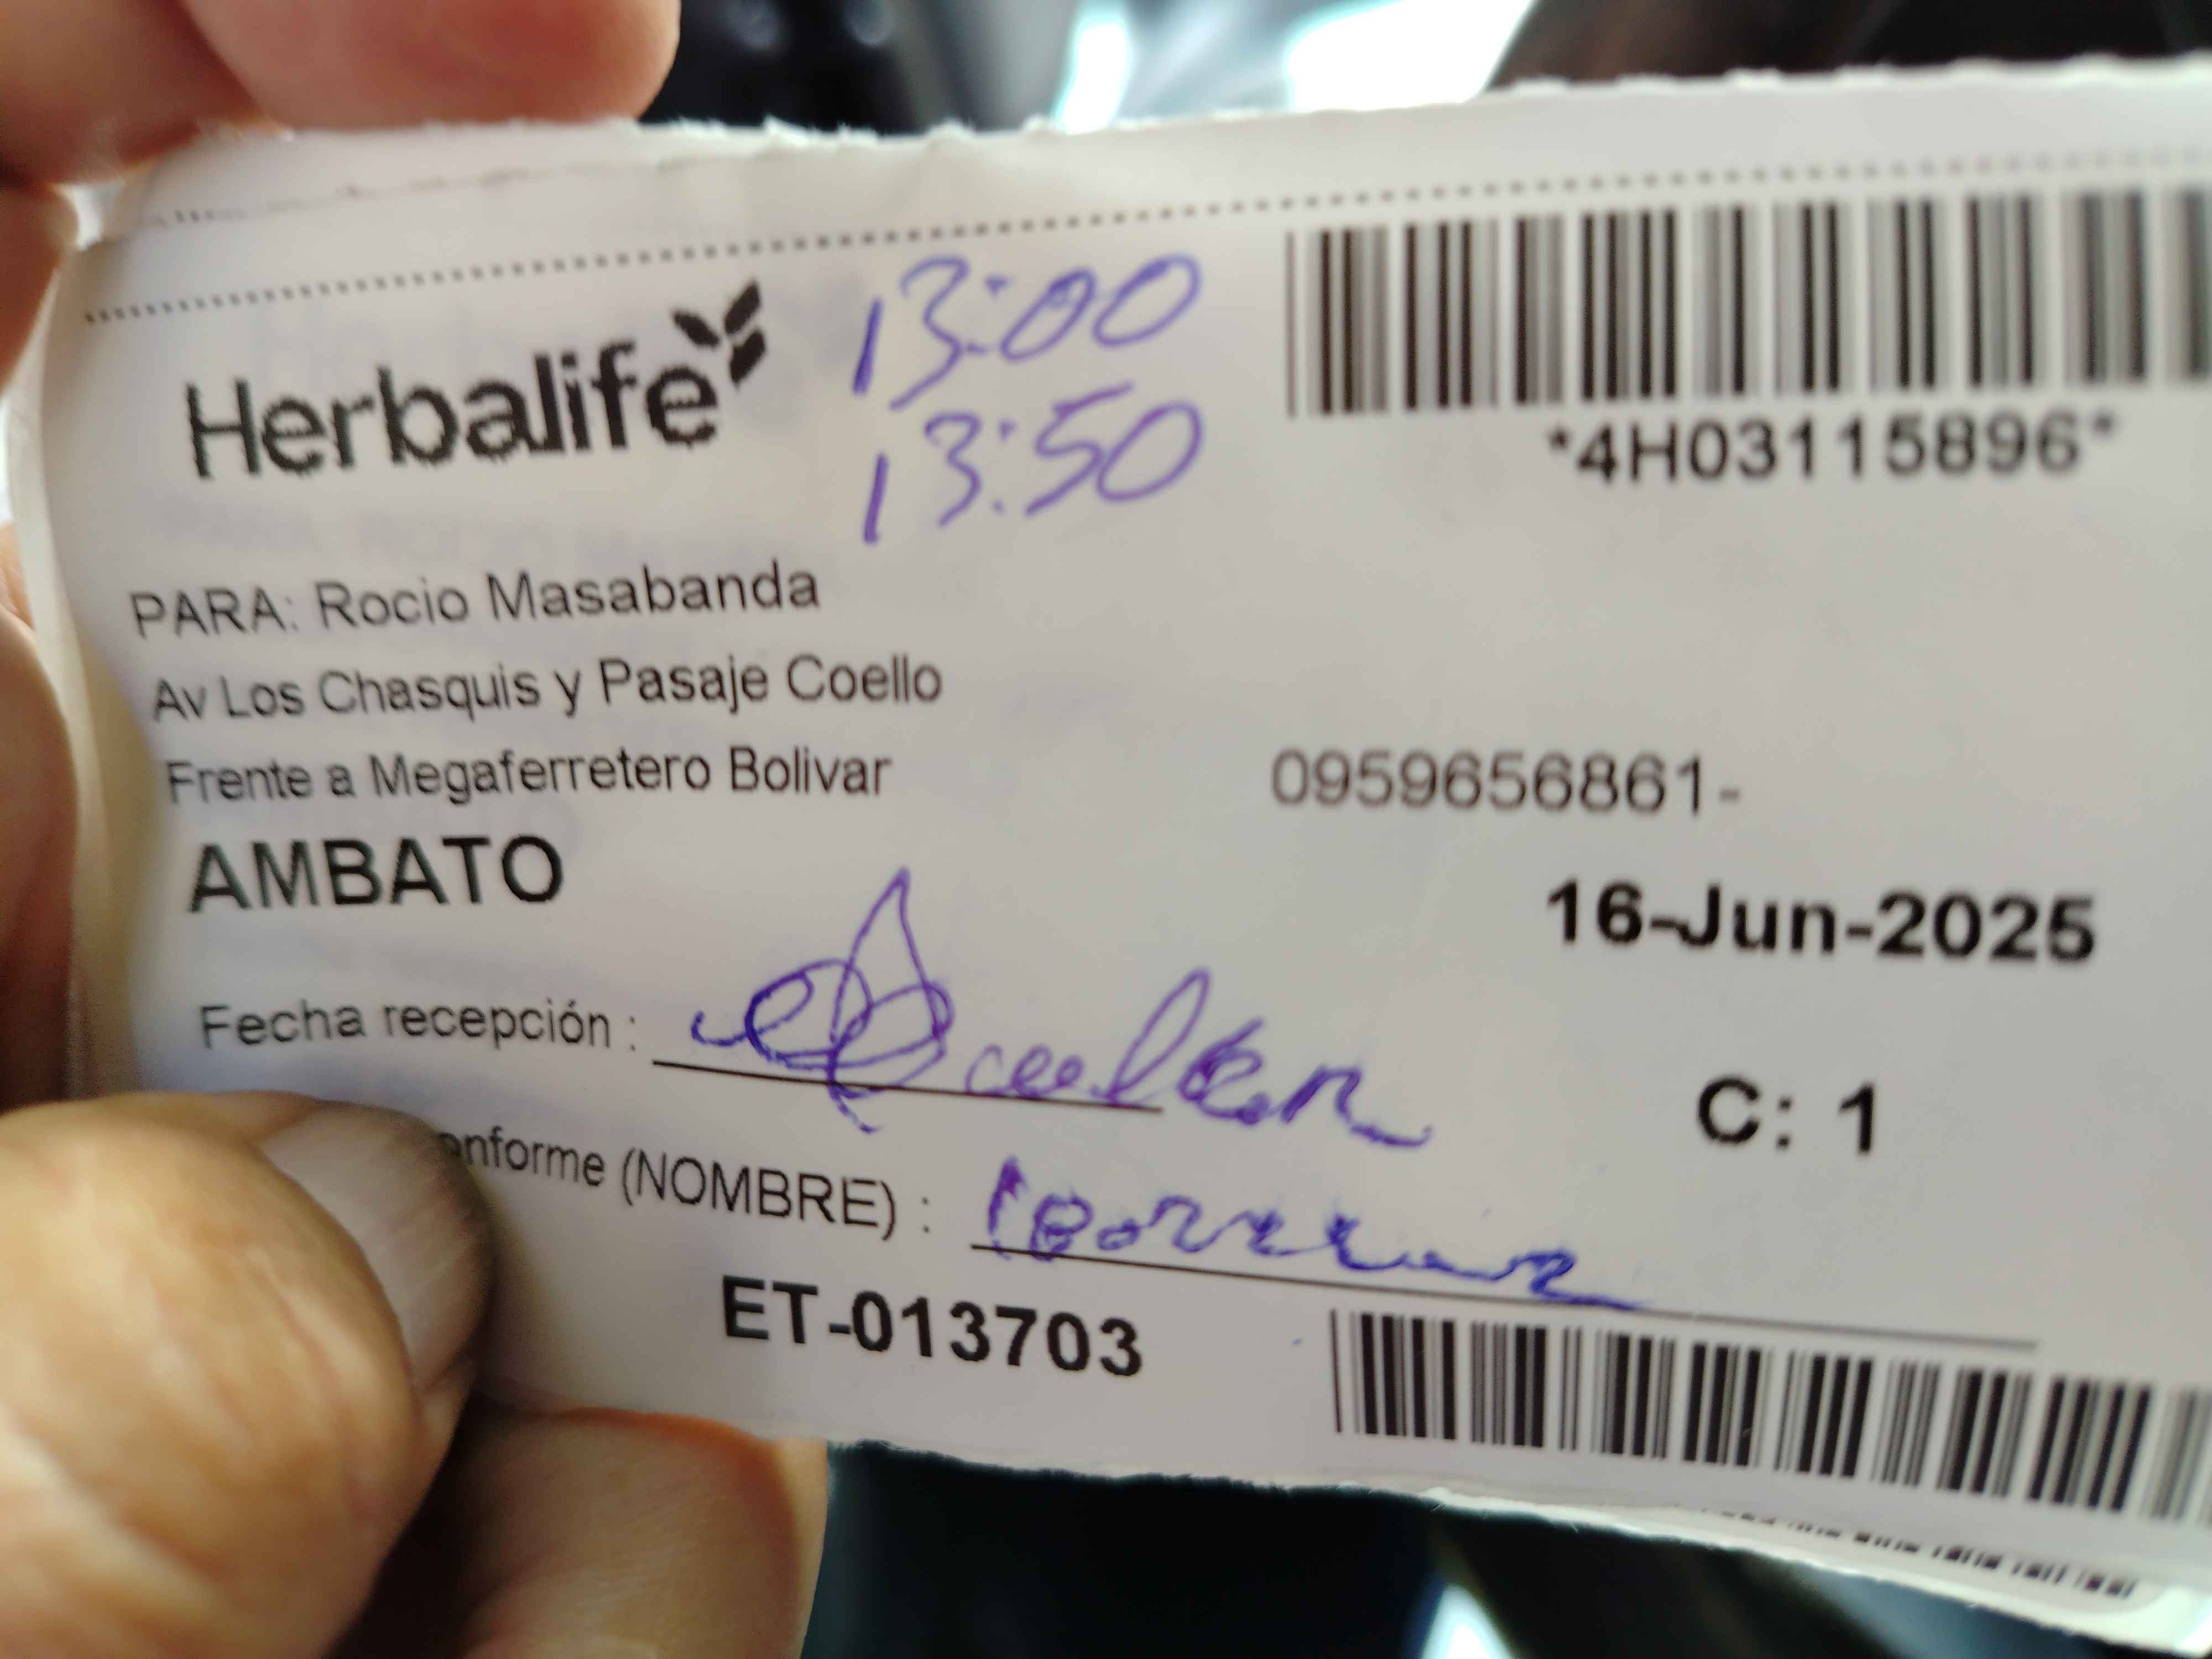 Herbalife
13:00
13:50
*4H03115896*
PARA: Rocio Masabanda
Av Los Chasquis y Pasaje Coello
Frente a Megaferretero Bolivar
0959656861-
AMBATO
16-Jun-2025
Fecha recepción :
C: 1
onforme (NOMBRE) :
ET-013703